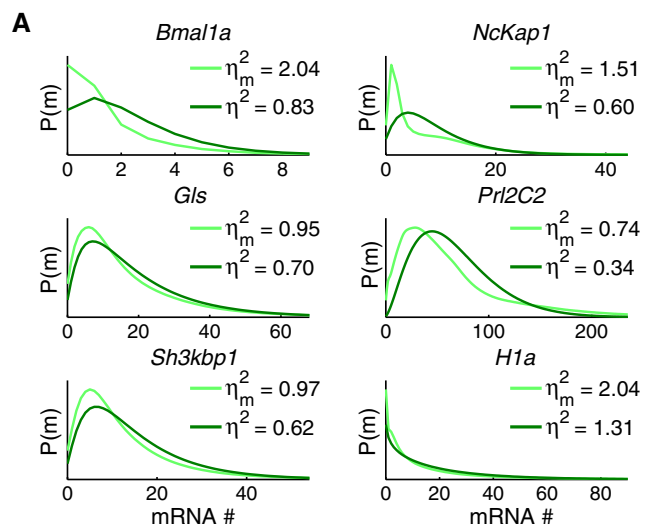 A
Bmal1a
NcKap1
P(m)
η²ₘ = 2.04
η² = 0.83
0 2 4 6 8
P(m)
η²ₘ = 1.51
η² = 0.60
0 20 40
Gls
Prl2C2
P(m)
η²ₘ = 0.95
η² = 0.70
0 20 40 60
P(m)
η²ₘ = 0.74
η² = 0.34
0 100 200
Sh3kbp1
H1a
P(m)
η²ₘ = 0.97
η² = 0.62
0 20 40
mRNA #
P(m)
η²ₘ = 2.04
η² = 1.31
0 20 40 60 80
mRNA #